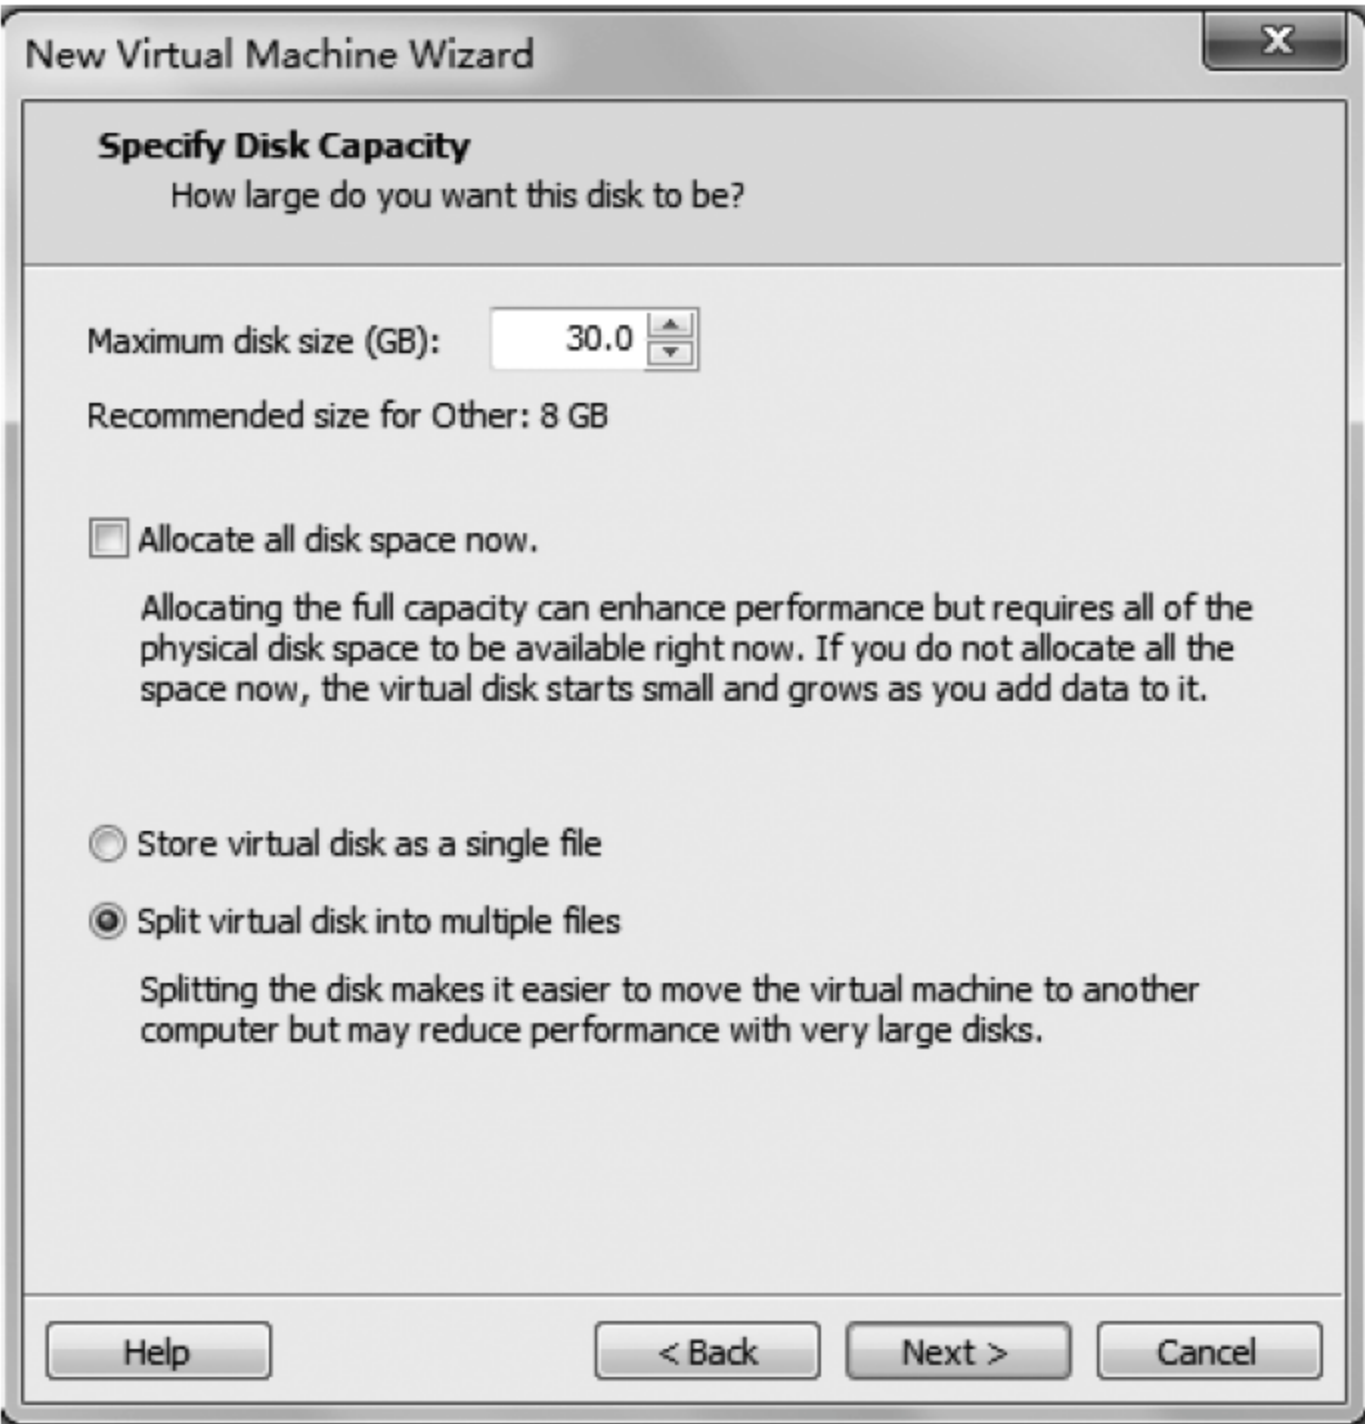 New Virtual Machine Wizard
X
Specify Disk Capacity
How large do you want this disk to be?
Maximum disk size (GB): 30.0
Recommended size for Other: 8 GB
Allocate all disk space now.
Allocating the full capacity can enhance performance but requires all of the
physical disk space to be available right now. If you do not allocate all the
space now, the virtual disk starts small and grows as you add data to it.
Store virtual disk as a single file
Split virtual disk into multiple files
Splitting the disk makes it easier to move the virtual machine to another
computer but may reduce performance with very large disks.
Help < Back Next > Cancel